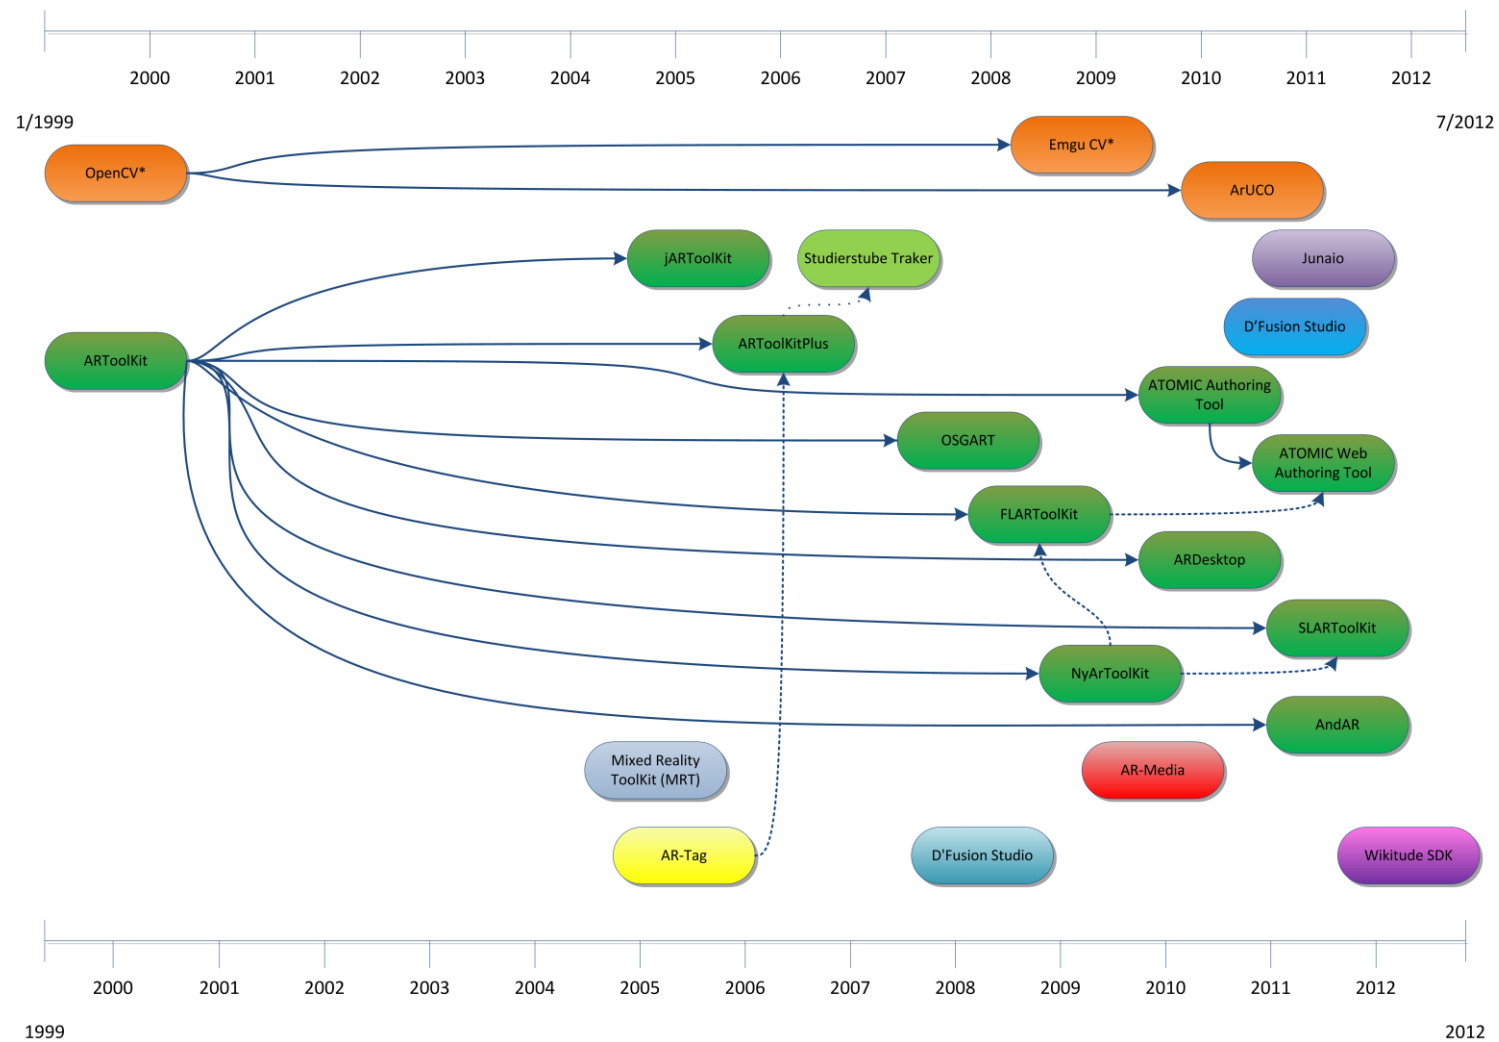 2000 2001 2002 2003 2004 2005 2006 2007 2008 2009 2010 2011 2012
1/1999 7/2012
Emgu CV*
OpenCV*
ArUCO
jARToolKit
Studierstube Traker
Junaio
D’Fusion Studio
ARToolKitPlus
ARToolKit
ATOMIC Authoring
Tool
OSGART
ATOMIC Web
Authoring Tool
FLARToolKit
ARDesktop
SLARToolKit
NyArToolKit
AndAR
Mixed Reality
ToolKit (MRT)
AR-Media
AR-Tag
D'Fusion Studio
Wikitude SDK
2000 2001 2002 2003 2004 2005 2006 2007 2008 2009 2010 2011 2012
1999 2012